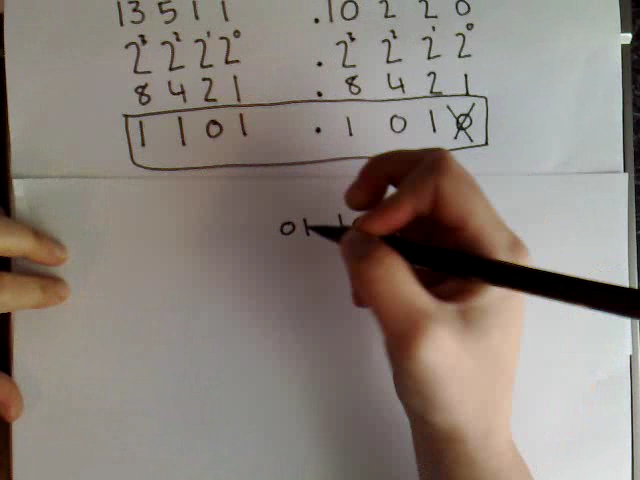 13 5 1 1 . 10 2 2 0
2³ 2² 2¹ 2⁰ . 2³ 2² 2¹ 2⁰
8 4 2 1 . 8 4 2 1
1 1 0 1 . 1 0 1 0
01